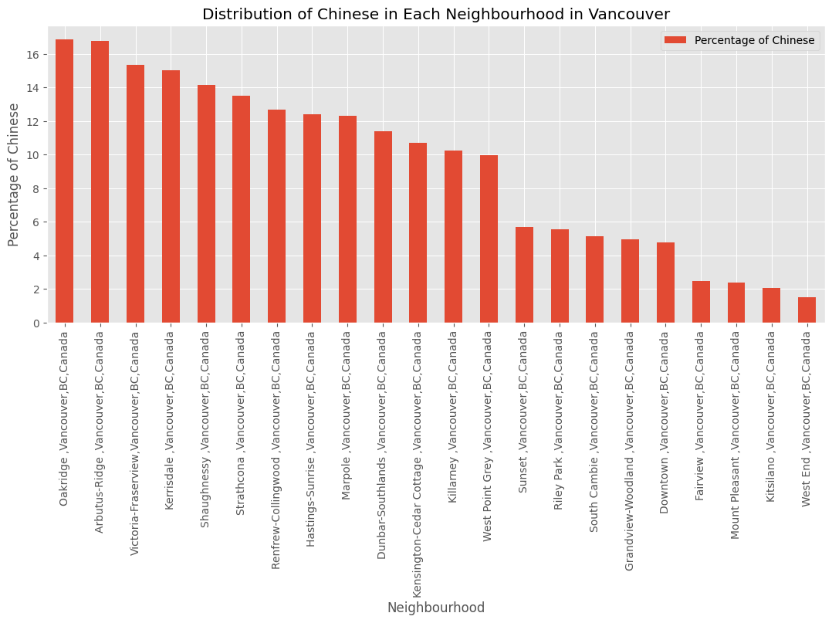 Distribution of Chinese in Each Neighbourhood in Vancouver
Percentage of Chinese
Percentage of Chinese
16
14
12
10
8
6
4
2
0
Oakridge ,Vancouver,BC,Canada
Arbutus-Ridge ,Vancouver,BC,Canada
Victoria-Fraserview,Vancouver,BC,Canada
Kerrisdale ,Vancouver,BC,Canada
Shaughnessy ,Vancouver,BC,Canada
Strathcona ,Vancouver,BC,Canada
Renfrew-Collingwood ,Vancouver,BC,Canada
Hastings-Sunrise ,Vancouver,BC,Canada
Marpole ,Vancouver,BC,Canada
Dunbar-Southlands ,Vancouver,BC,Canada
Kensington-Cedar Cottage ,Vancouver,BC,Canada
Killarney ,Vancouver,BC,Canada
West Point Grey ,Vancouver,BC,Canada
Sunset ,Vancouver,BC,Canada
Riley Park ,Vancouver,BC,Canada
South Cambie ,Vancouver,BC,Canada
Grandview-Woodland ,Vancouver,BC,Canada
Downtown ,Vancouver,BC,Canada
Fairview ,Vancouver,BC,Canada
Mount Pleasant ,Vancouver,BC,Canada
Kitsilano ,Vancouver,BC,Canada
West End ,Vancouver,BC,Canada
Neighbourhood